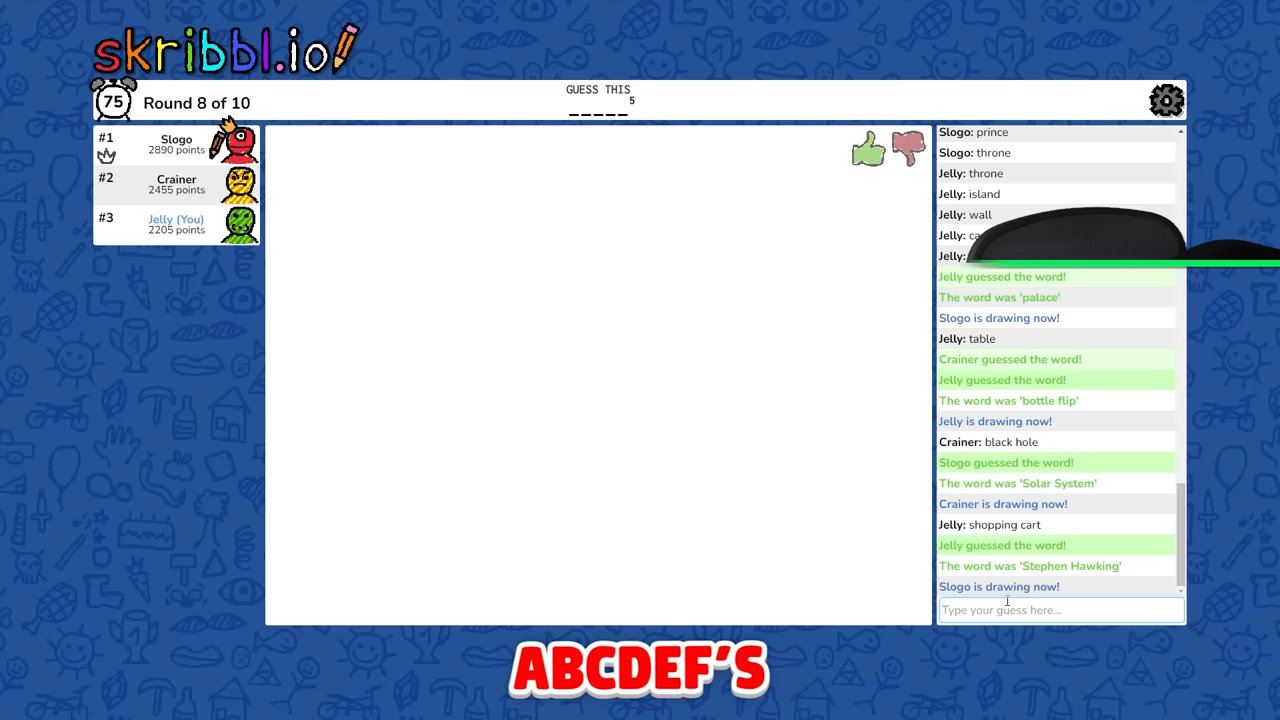 skribbl.io
75
Round 8 of 10
GUESS THIS
_____ 5
#1
Slogo
2890 points
#2
Crainer
2455 points
#3
Jelly (You)
2205 points
Slogo: prince
Slogo: throne
Jelly: throne
Jelly: island
Jelly: wall
Jelly:
Jelly:
Jelly guessed the word!
The word was 'palace'
Slogo is drawing now!
Jelly: table
Crainer guessed the word!
Jelly guessed the word!
The word was 'bottle flip'
Jelly is drawing now!
Crainer: black hole
Slogo guessed the word!
The word was 'Solar System'
Crainer is drawing now!
Jelly: shopping cart
Jelly guessed the word!
The word was 'Stephen Hawking'
Slogo is drawing now!
Type your guess here...
ABCDEF'S